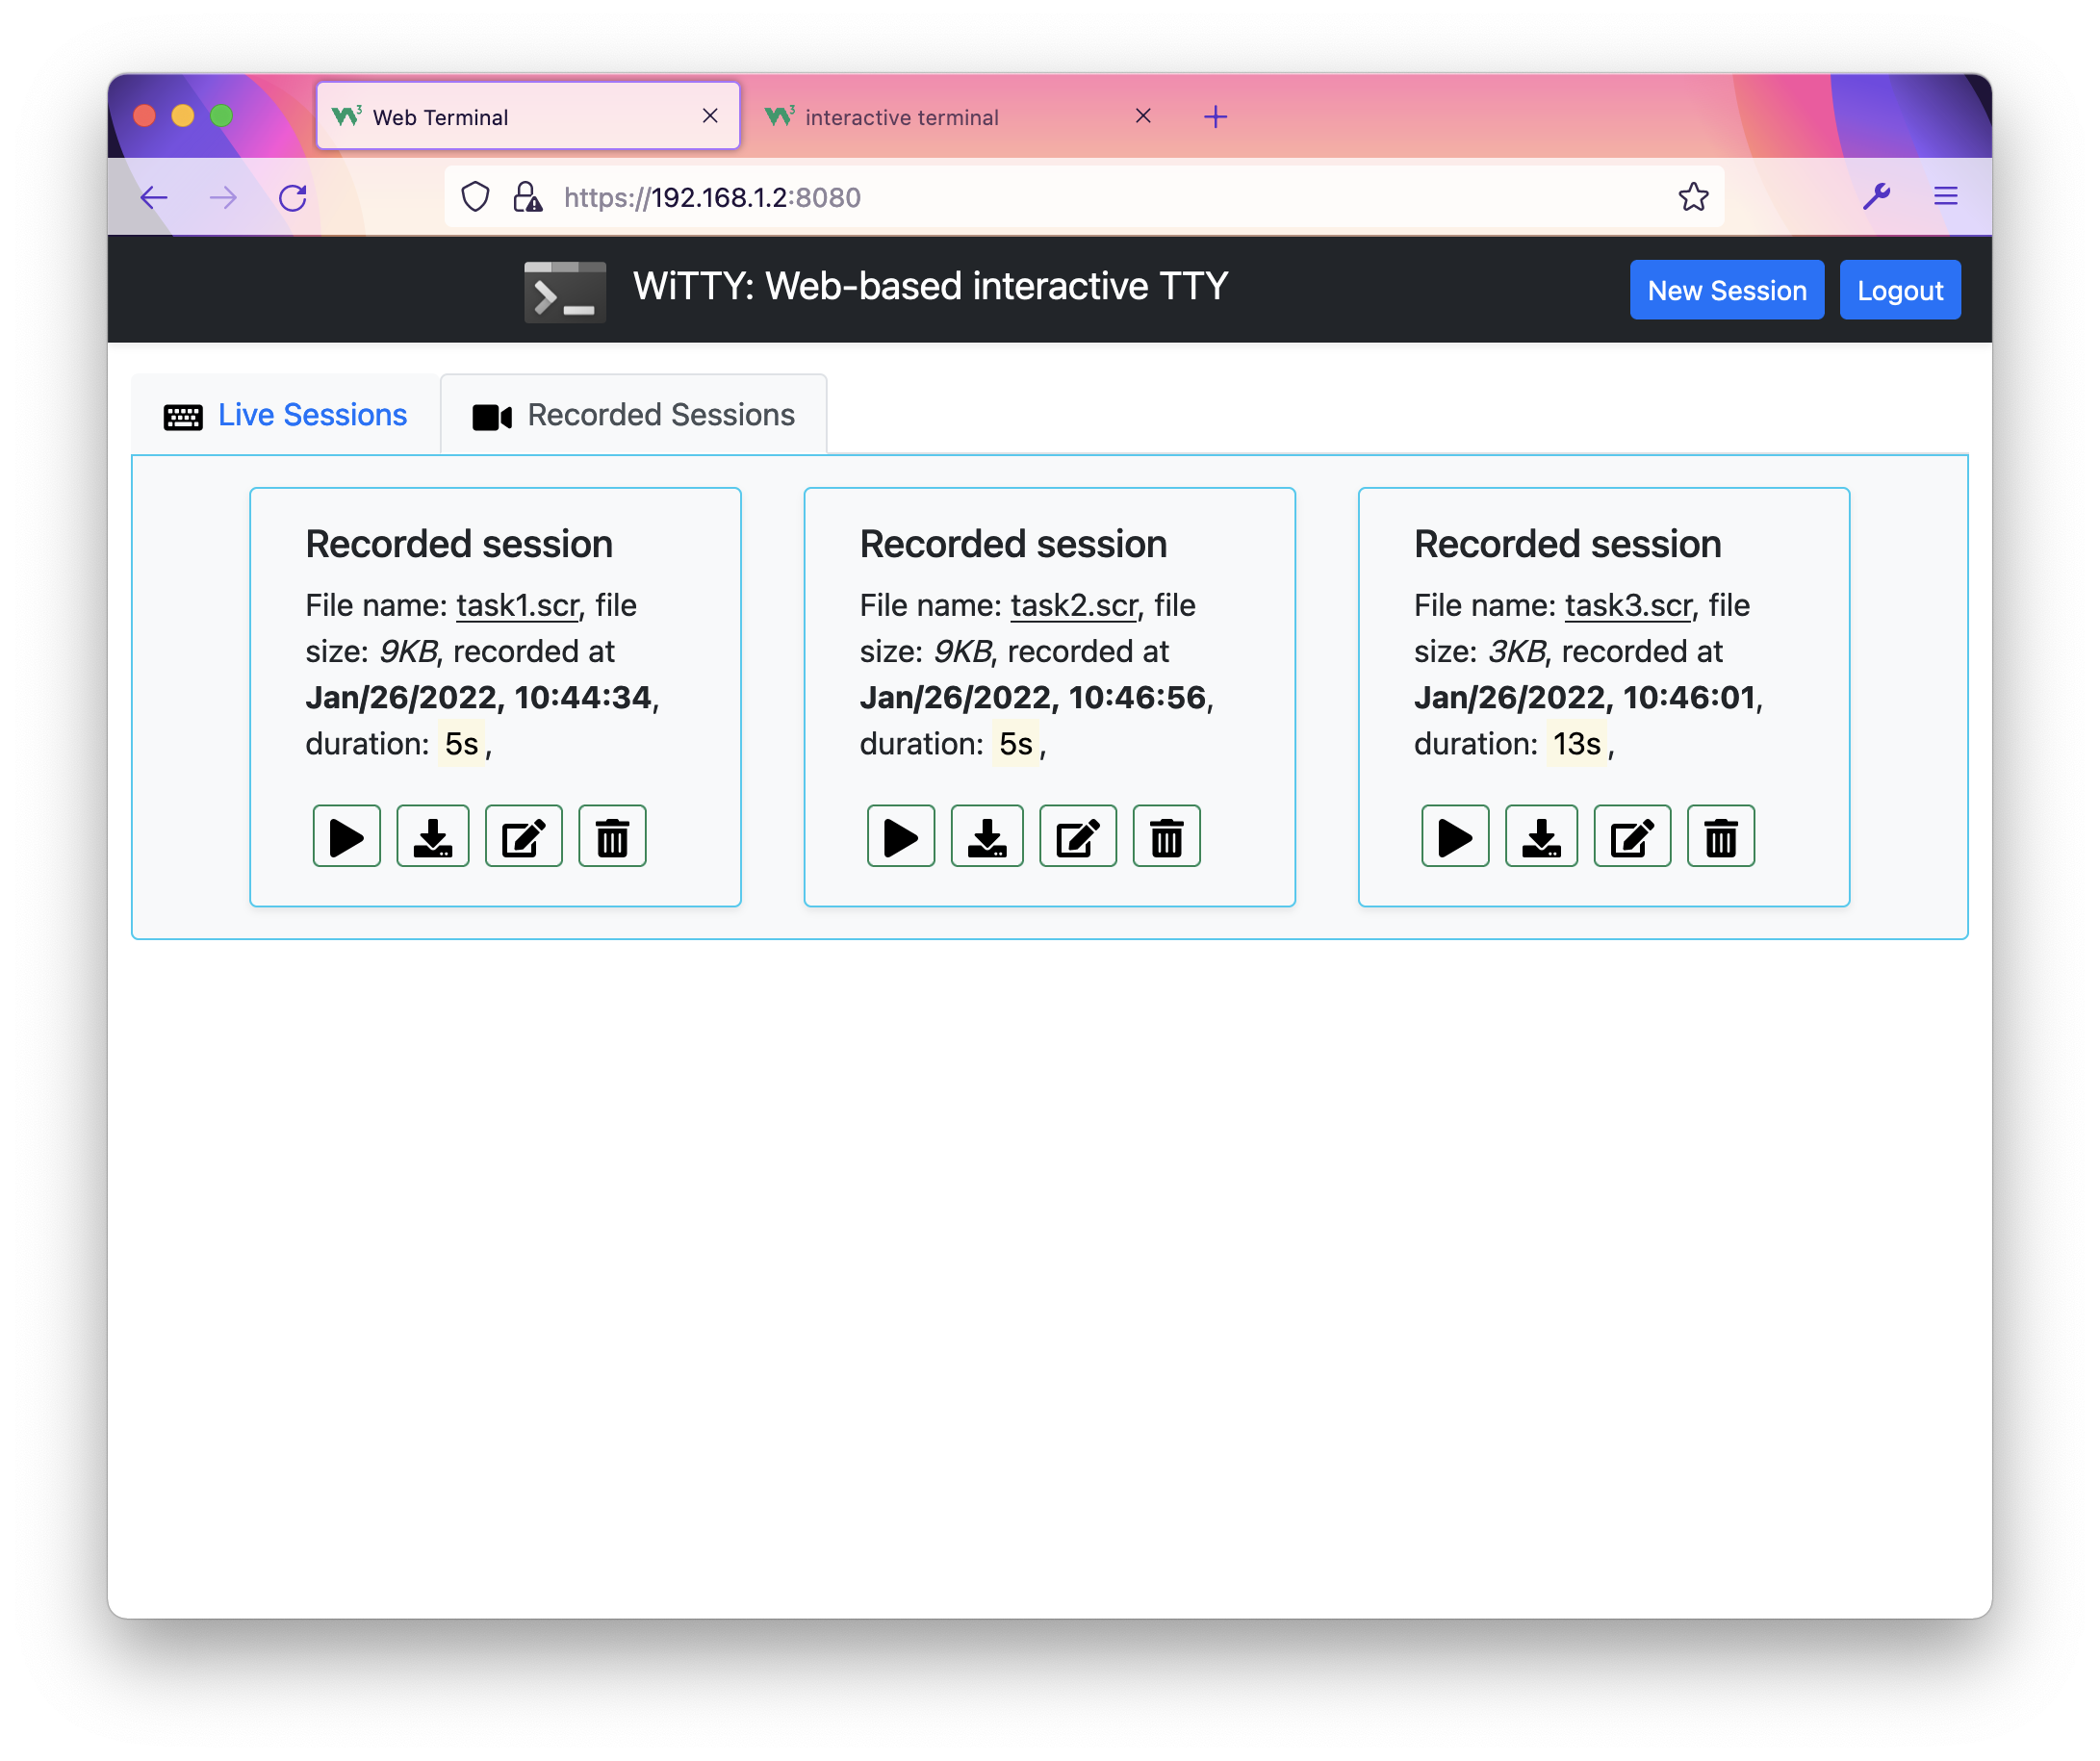 Web Terminal
interactive terminal
https://192.168.1.2:8080
WiTTY: Web-based interactive TTY
New Session
Logout
Live Sessions
Recorded Sessions
Recorded session
File name: task1.scr, file
size: 9KB, recorded at
Jan/26/2022, 10:44:34,
duration: 5s,
Recorded session
File name: task2.scr, file
size: 9KB, recorded at
Jan/26/2022, 10:46:56,
duration: 5s,
Recorded session
File name: task3.scr, file
size: 3KB, recorded at
Jan/26/2022, 10:46:01,
duration: 13s,